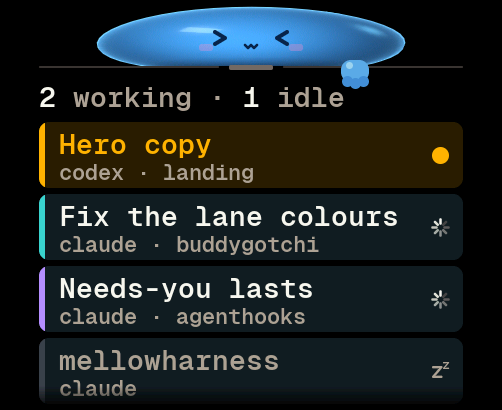 2 working · 1 idle
Hero copy
codex · landing
Fix the lane colours
claude · buddygotchi
Needs-you lasts
claude · agenthooks
mellowharness
zz
claude